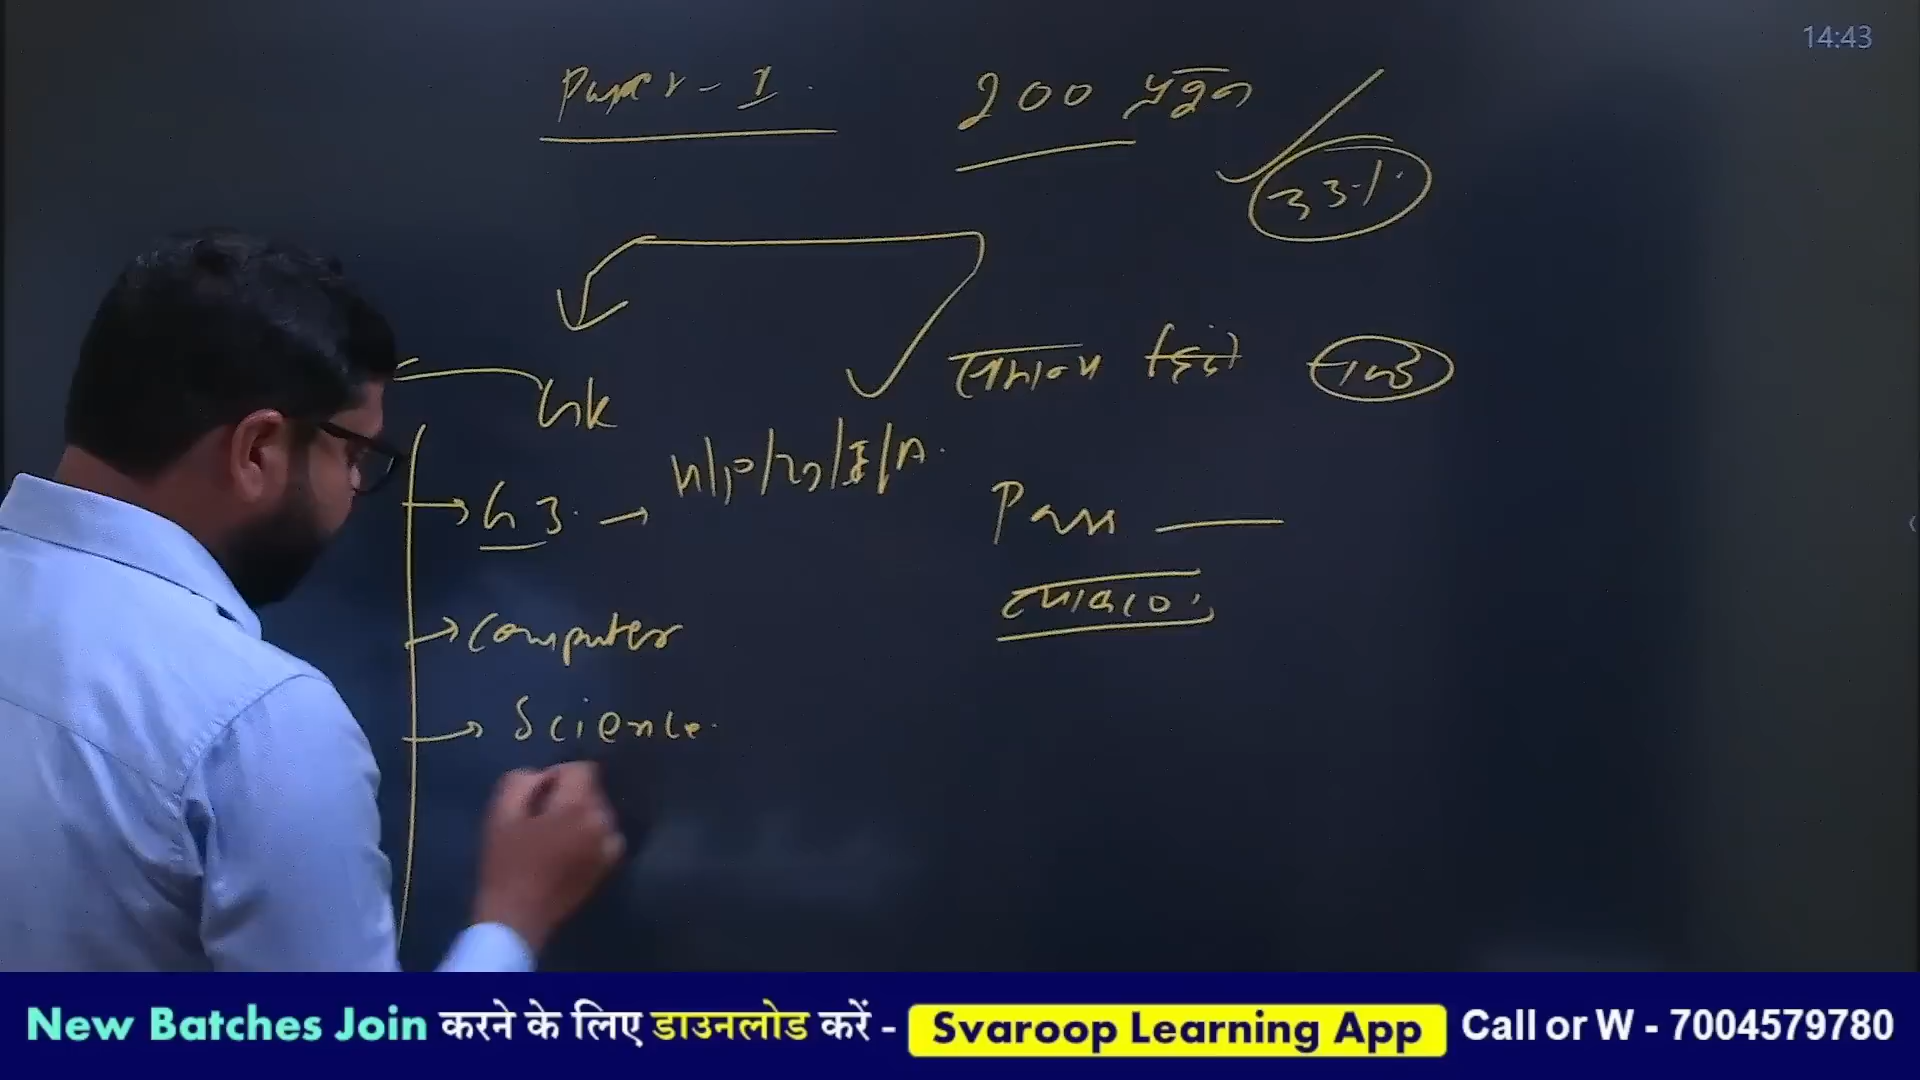 14:43
Paper - I. 200 प्रश्न
33%
सामान्य हिंदी
Gk
GS. → H/P/
Pass
Computer
Science.
New Batches Join करने के लिए डाउनलोड करें - Svaroop Learning App Call or W - 7004579780